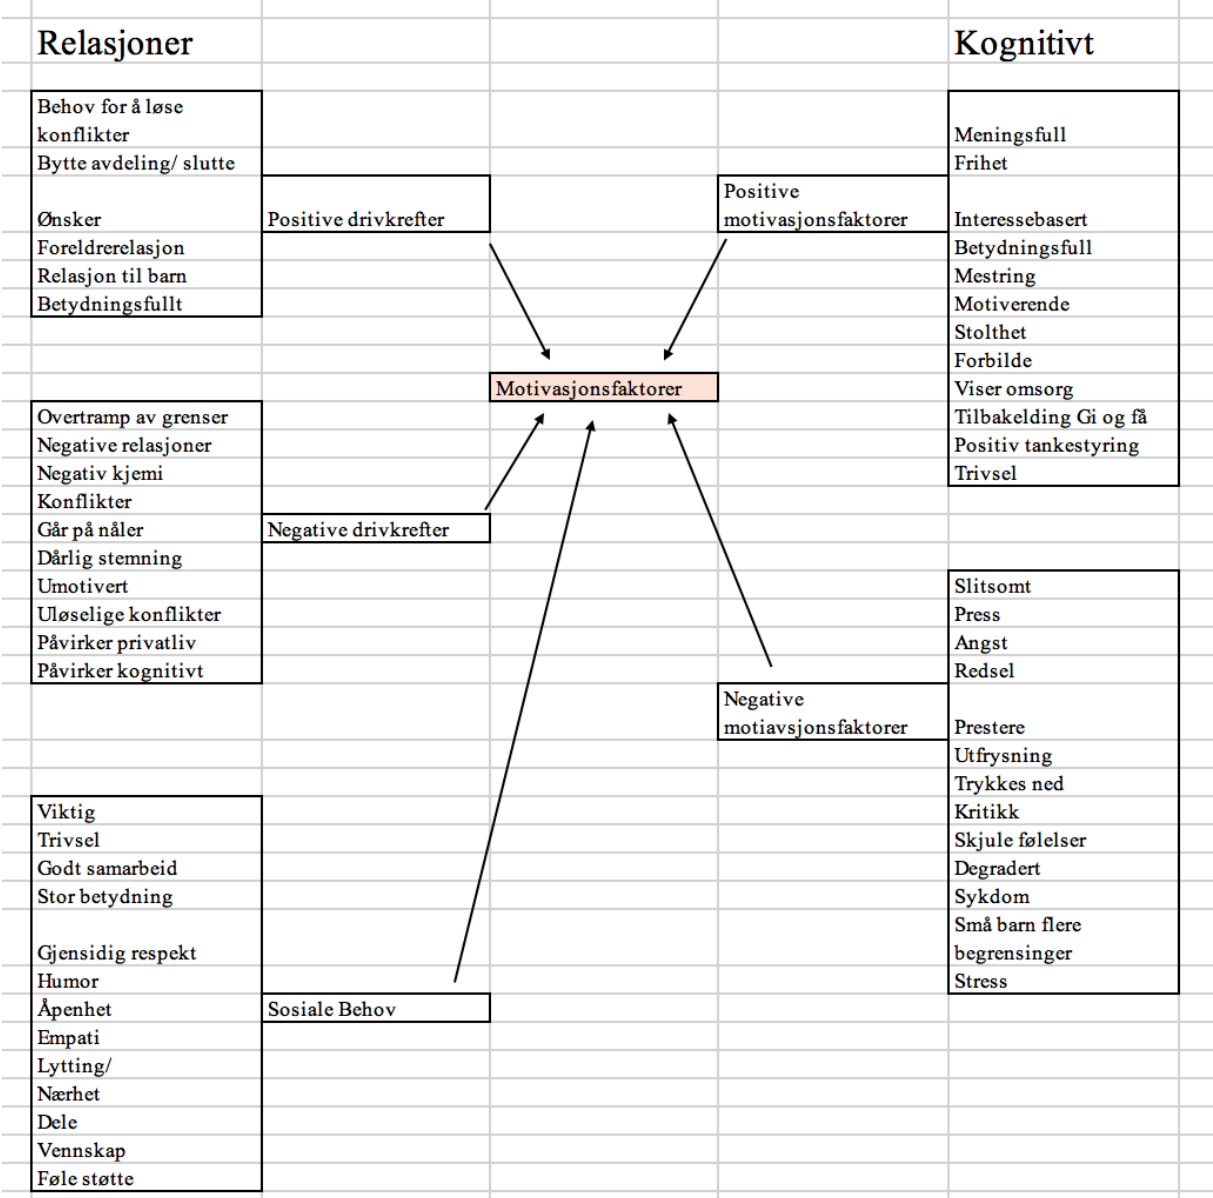 Relasjoner
Kognitivt
Behov for å løse
konflikter
Bytte avdeling/ slutte
Ønsker
Foreldrerelasjon
Relasjon til barn
Betydningsfullt
Positive drivkrefter
Positive
motivasjonsfaktorer
Meningsfull
Frihet
Interessebasert
Betydningsfull
Mestring
Motiverende
Stolthet
Forbilde
Viser omsorg
Tilbakelding Gi og få
Positiv tankestyring
Trivsel
Motivasjonsfaktorer
Overtramp av grenser
Negative relasjoner
Negativ kjemi
Konflikter
Går på nåler
Dårlig stemning
Umotivert
Uløselige konflikter
Påvirker privatliv
Påvirker kognitivt
Negative drivkrefter
Negative
motiavsjonsfaktorer
Slitsomt
Press
Angst
Redsel
Prestere
Utfrysning
Trykkes ned
Kritikk
Skjule følelser
Degradert
Sykdom
Små barn flere
begrensinger
Stress
Viktig
Trivsel
Godt samarbeid
Stor betydning
Gjensidig respekt
Humor
Åpenhet
Empati
Lytting/
Nærhet
Dele
Vennskap
Føle støtte
Sosiale Behov